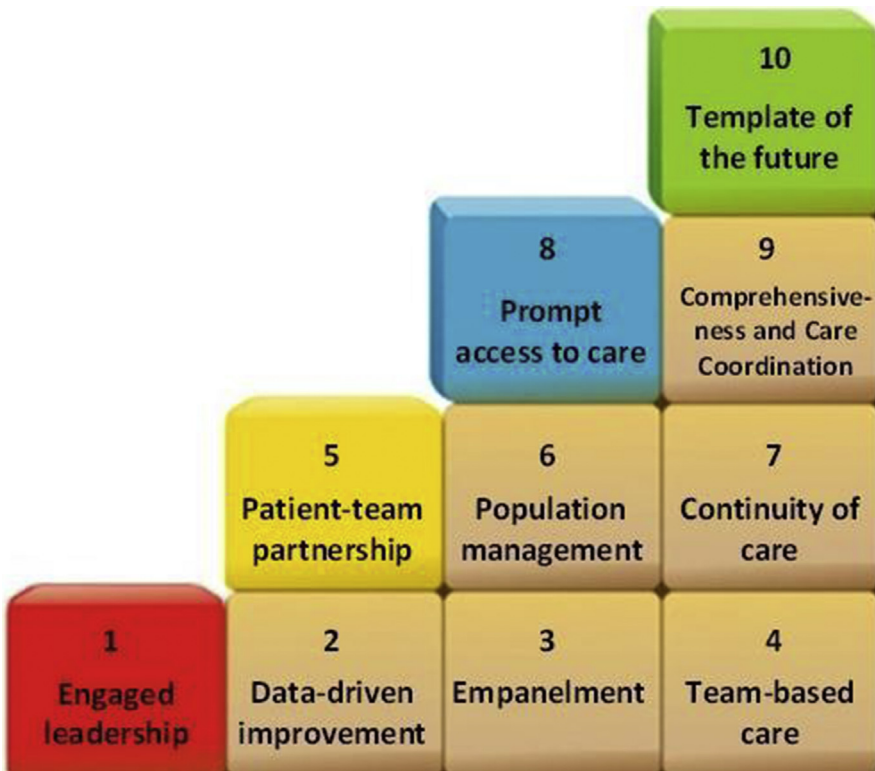 10
Template of
the future
8
Prompt
access to care
9
Comprehensive-
ness and Care
Coordination
5
Patient-team
partnership
6
Population
management
7
Continuity of
care
1
Engaged
leadership
2
Data-driven
improvement
3
Empanelment
4
Team-based
care